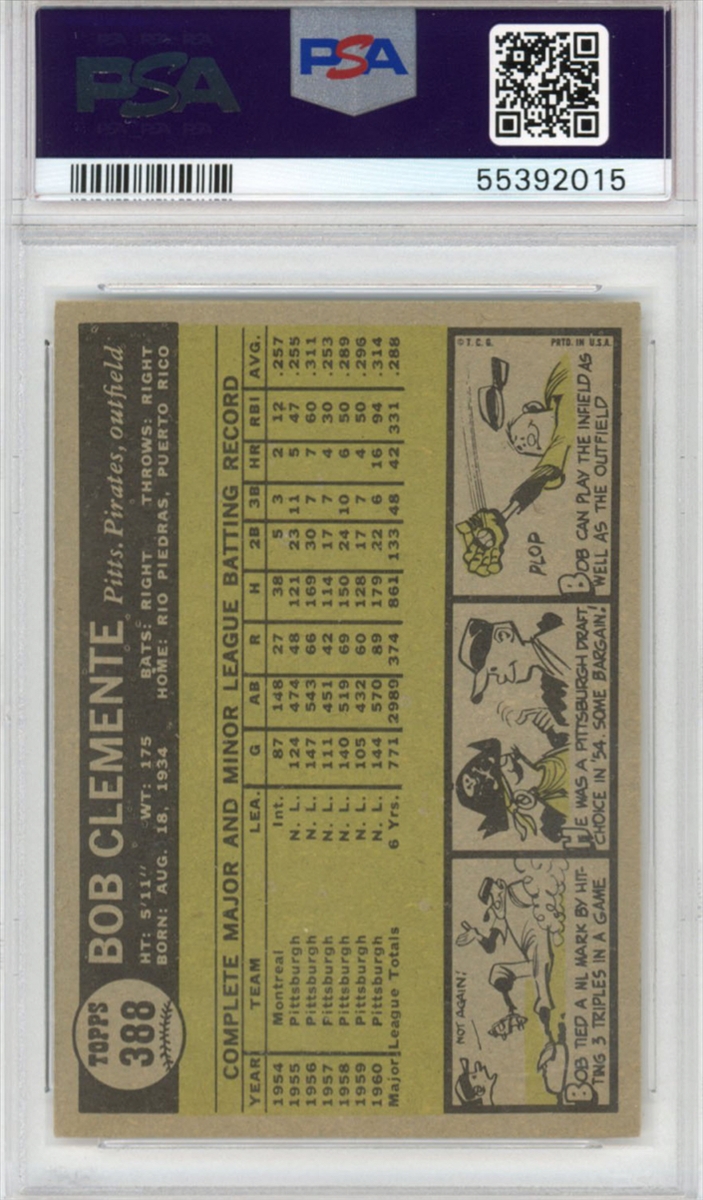 PSA
PSA PSA PSA
PSA
55392015
TOPPS
388
BOB CLEMENTE Pitts. Pirates, outfield
HT: 5'11" WT: 175 BATS: RIGHT THROWS: RIGHT
BORN: AUG. 18, 1934 HOME: RIO PIEDRAS, PUERTO RICO
COMPLETE MAJOR AND MINOR LEAGUE BATTING RECORD
YEAR TEAM LEA. G AB R H 2B 3B HR RBI AVG.
1954 Montreal Int. 87 148 27 38 5 3 2 12 .257
1955 Pittsburgh N. L. 124 474 48 121 23 11 5 47 .255
1956 Pittsburgh N. L. 147 543 66 169 30 7 7 60 .311
1957 Pittsburgh N. L. 111 451 42 114 17 7 4 30 .253
1958 Pittsburgh N. L. 140 519 69 150 24 10 6 50 .289
1959 Pittsburgh N. L. 105 432 60 128 17 7 4 50 .296
1960 Pittsburgh N. L. 144 570 89 179 22 6 16 94 .314
Major League Totals 6 Yrs. 771 2989 374 861 133 48 42 331 .288
NOT AGAIN!
BOB TIED A NL MARK BY HIT-
TING 3 TRIPLES IN A GAME.
HE WAS A PITTSBURGH DRAFT
CHOICE IN '54. SOME BARGAIN!
© T. C. G. PRTD. IN U.S.A.
PLOP
BOB CAN PLAY THE INFIELD AS
WELL AS THE OUTFIELD